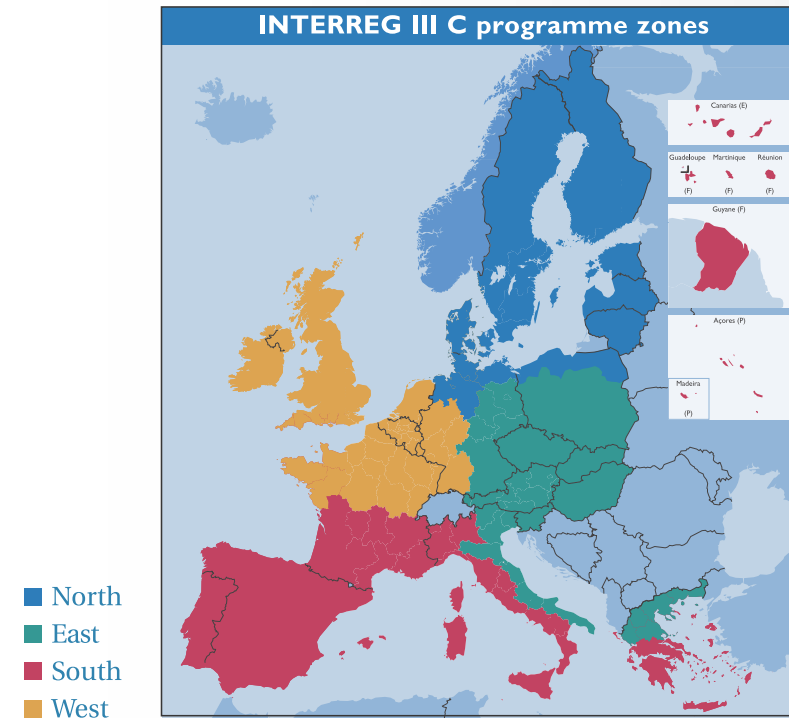 INTERREG III C programme zones
Canarias (E)
Guadeloupe Martinique Réunion
(F) (F) (F)
Guyane (F)
Açores (P)
Madeira
(P)
North
East
South
West